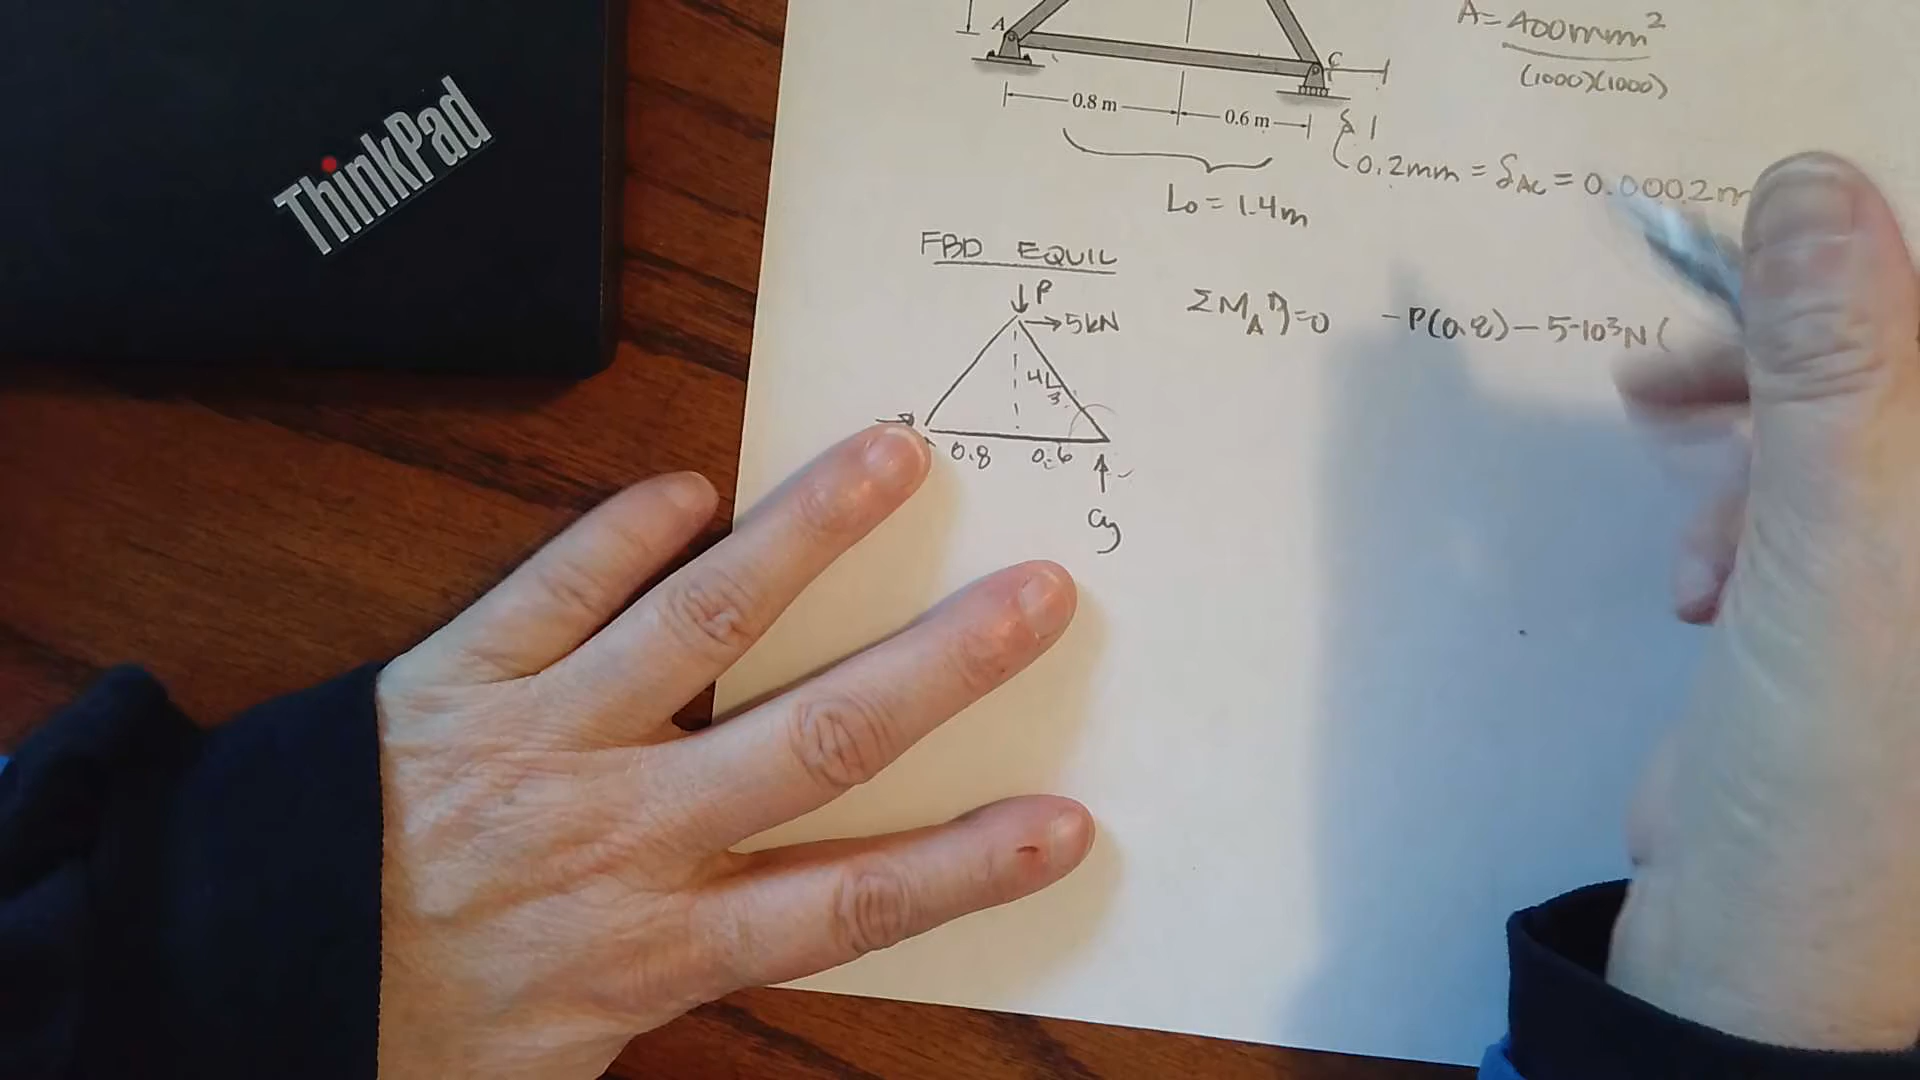 ThinkPad
A
C
0.8 m
0.6 m
A = 400mm²
(1000)(1000)
0.2mm = δAC = 0.0002m
L₀ = 1.4m
FBD EQUIL
P
5kN
4
3
0.8
0.6
Cy
ΣM_A = 0 -P(0.8) - 5·10³N (